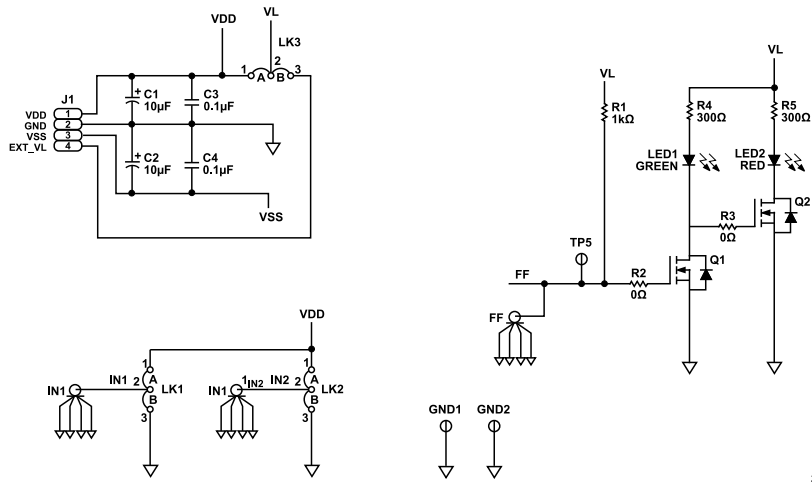 VDD
VL
LK3
2
1
A
B
3
J1
VDD
1
GND
2
VSS
3
EXT_VL
4
+
C1
10µF
C3
0.1µF
+
C2
10µF
C4
0.1µF
VSS
VL
R1
1kΩ
VL
R4
300Ω
R5
300Ω
LED1
GREEN
LED2
RED
Q2
R3
0Ω
TP5
Q1
FF
R2
0Ω
FF
VDD
1
A
IN1
IN1 2
LK1
B
3
1
A
IN1
1
IN2
IN2 2
LK2
B
3
GND1
GND2